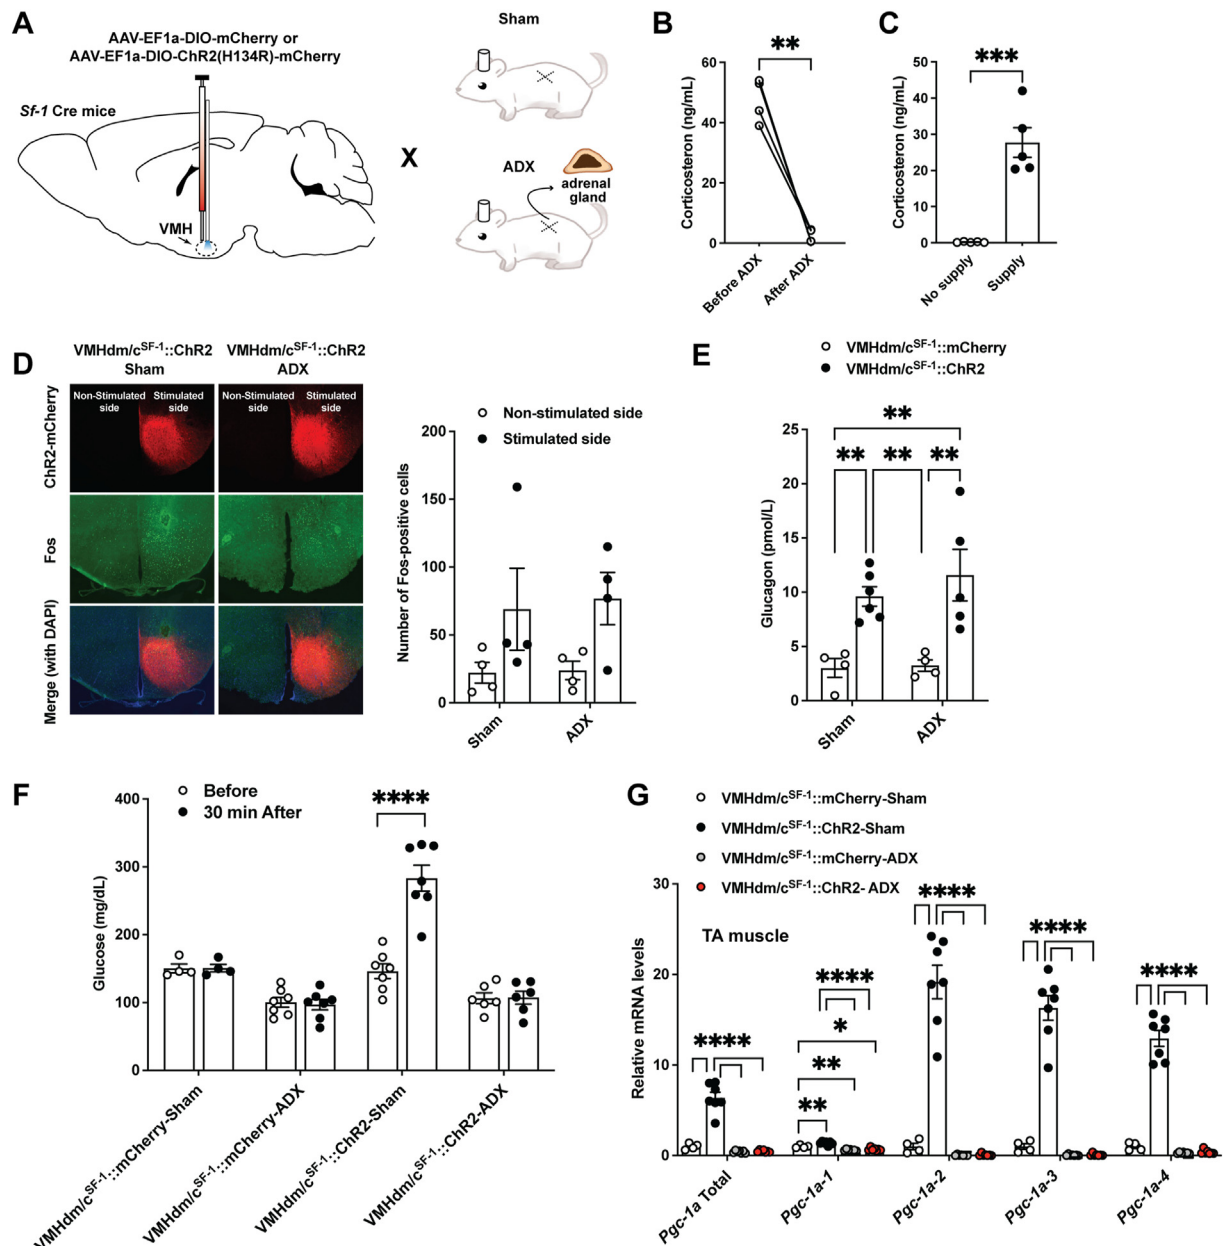 A
AAV-EF1a-DIO-mCherry or
AAV-EF1a-DIO-ChR2(H134R)-mCherry
Sf-1 Cre mice
VMH
X
Sham
ADX
adrenal
gland
B
**
Corticosteron (ng/mL)
60
40
20
0
Before ADX
After ADX
C
***
Corticosteron (ng/mL)
50
40
30
20
10
0
No supply
Supply
D
VMHdm/cSF-1::ChR2
Sham
VMHdm/cSF-1::ChR2
ADX
Non-Stimulated
side
Stimulated
side
Non-Stimulated
side
Stimulated
side
ChR2-mCherry
Fos
Merge (with DAPI)
Non-stimulated side
Stimulated side
Number of Fos-positive cells
200
150
100
50
0
Sham
ADX
E
VMHdm/cSF-1::mCherry
VMHdm/cSF-1::ChR2
**
** ** **
Glucagon (pmol/L)
25
20
15
10
5
0
Sham
ADX
F
Before
30 min After
****
Glucose (mg/dL)
400
300
200
100
0
VMHdm/cSF-1::mCherry-Sham
VMHdm/cSF-1::mCherry-ADX
VMHdm/cSF-1::ChR2-Sham
VMHdm/cSF-1::ChR2-ADX
G
VMHdm/cSF-1::mCherry-Sham
VMHdm/cSF-1::ChR2-Sham
VMHdm/cSF-1::mCherry-ADX
VMHdm/cSF-1::ChR2- ADX
TA muscle
Relative mRNA levels
30
20
10
0
****
****
*
**
**
****
****
****
Pgc-1a Total
Pgc-1a-1
Pgc-1a-2
Pgc-1a-3
Pgc-1a-4